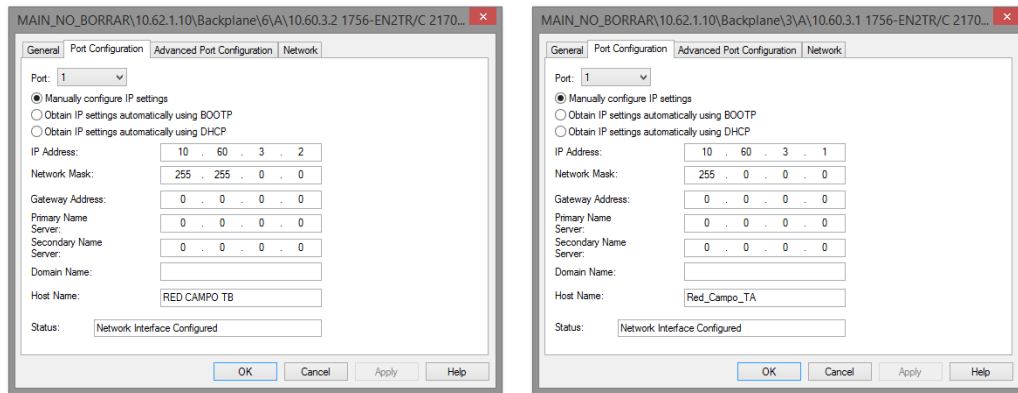 MAIN_NO_BORRAR\10.62.1.10\Backplane\6\A\10.60.3.2 1756-EN2TR/C 2170...
General Port Configuration Advanced Port Configuration Network
Port: 1
Manually configure IP settings
Obtain IP settings automatically using BOOTP
Obtain IP settings automatically using DHCP
IP Address: 10 . 60 . 3 . 2
Network Mask: 255 . 255 . 0 . 0
Gateway Address: 0 . 0 . 0 . 0
Primary Name
Server: 0 . 0 . 0 . 0
Secondary Name
Server: 0 . 0 . 0 . 0
Domain Name:
Host Name: RED CAMPO TB
Status: Network Interface Configured
OK Cancel Apply Help
MAIN_NO_BORRAR\10.62.1.10\Backplane\3\A\10.60.3.1 1756-EN2TR/C 2170...
General Port Configuration Advanced Port Configuration Network
Port: 1
Manually configure IP settings
Obtain IP settings automatically using BOOTP
Obtain IP settings automatically using DHCP
IP Address: 10 . 60 . 3 . 1
Network Mask: 255 . 0 . 0 . 0
Gateway Address: 0 . 0 . 0 . 0
Primary Name
Server: 0 . 0 . 0 . 0
Secondary Name
Server: 0 . 0 . 0 . 0
Domain Name:
Host Name: Red_Campo_TA
Status: Network Interface Configured
OK Cancel Apply Help